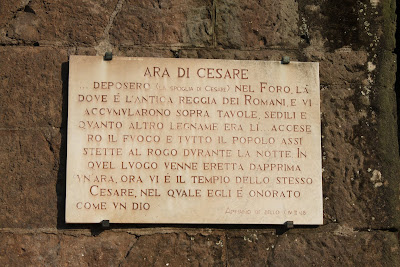 ARA DI CESARE
... DEPOSERO (LA SPOGLIA DI CESARE) NEL FORO, LÀ
DOVE È L'ANTICA REGGIA DEI ROMANI, E VI
ACCVMVLARONO SOPRA TAVOLE, SEDILI E
QVANTO ALTRO LEGNAME ERA LÌ... ACCESE
RO IL FVOCO E TVTTO IL POPOLO ASSI
STETTE AL ROGO DVRANTE LA NOTTE. IN
QVEL LVOGO VENNE ERETTA DAPPRIMA
VN'ARA, ORA VI È IL TEMPIO DELLO STESSO
CESARE, NEL QVALE EGLI È ONORATO
COME VN DIO